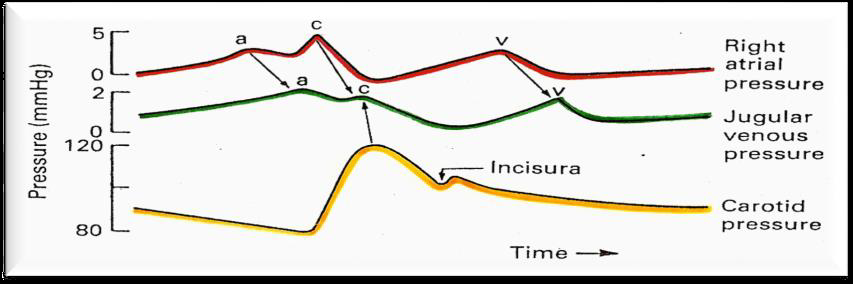 Pressure (mmHg)
5
0
a
c
v
Right
atrial
pressure
2
0
a
c
v
Jugular
venous
pressure
120
80
Incisura
Carotid
pressure
Time